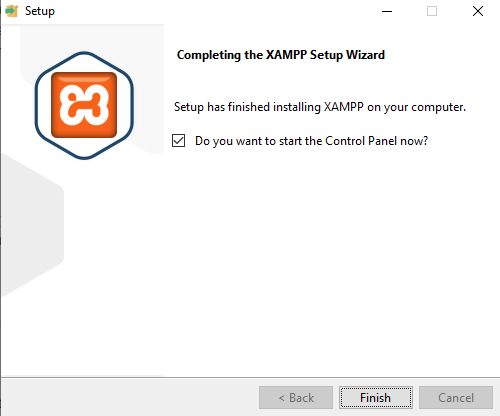 Setup
Completing the XAMPP Setup Wizard
Setup has finished installing XAMPP on your computer.
Do you want to start the Control Panel now?
< Back
Finish
Cancel